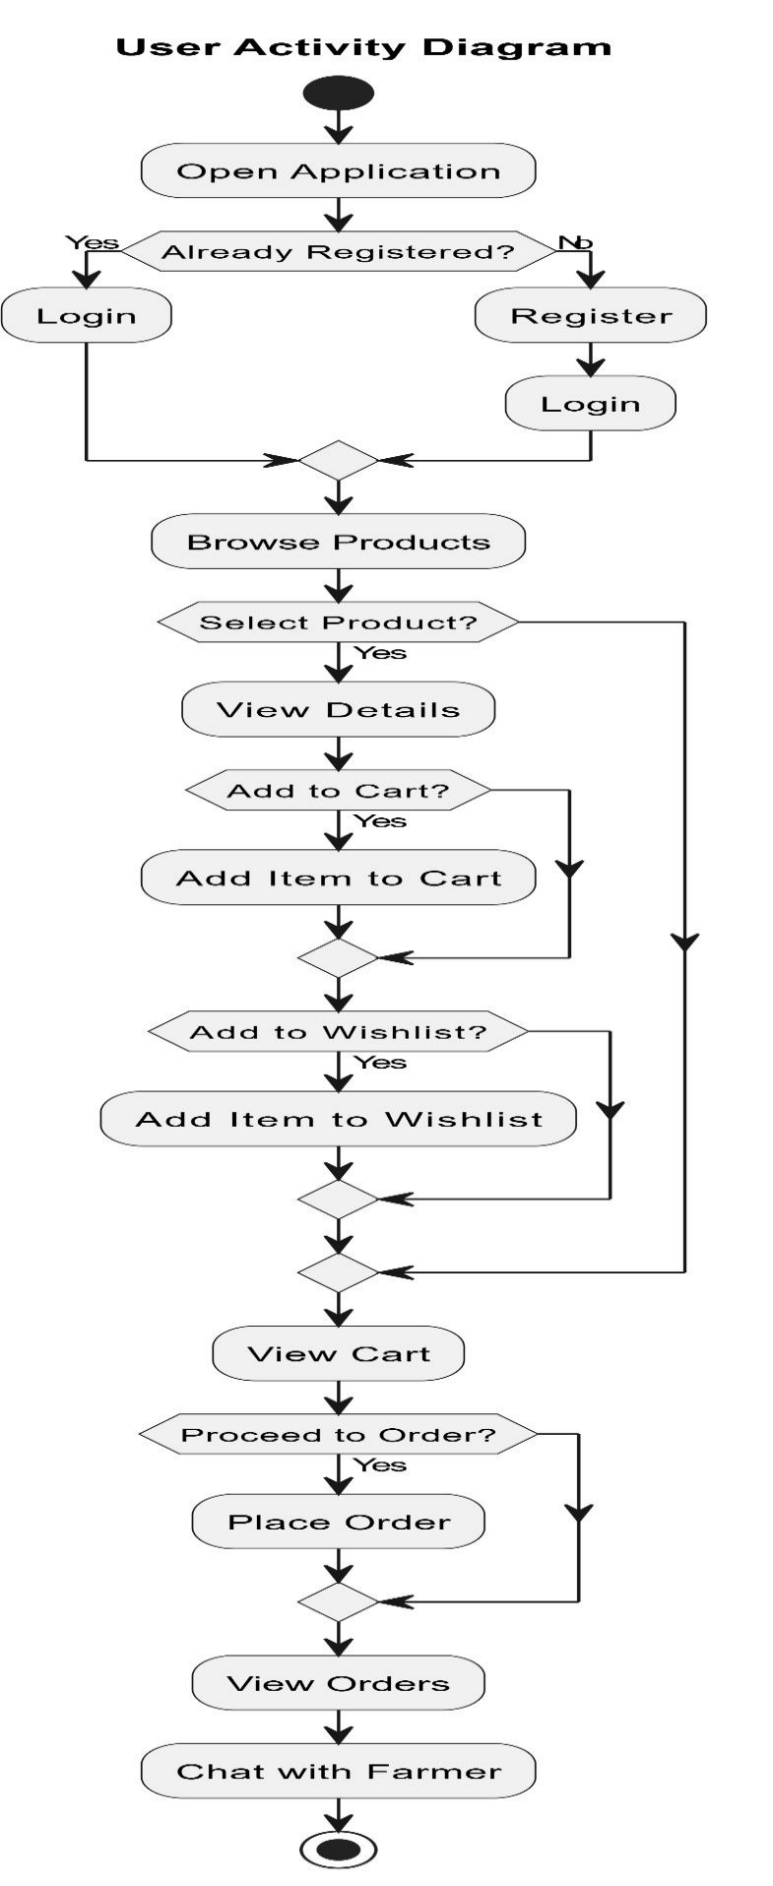 User Activity Diagram
Open Application
Yes
Already Registered?
No
Login
Register
Login
Browse Products
Select Product?
Yes
View Details
Add to Cart?
Yes
Add Item to Cart
Add to Wishlist?
Yes
Add Item to Wishlist
View Cart
Proceed to Order?
Yes
Place Order
View Orders
Chat with Farmer